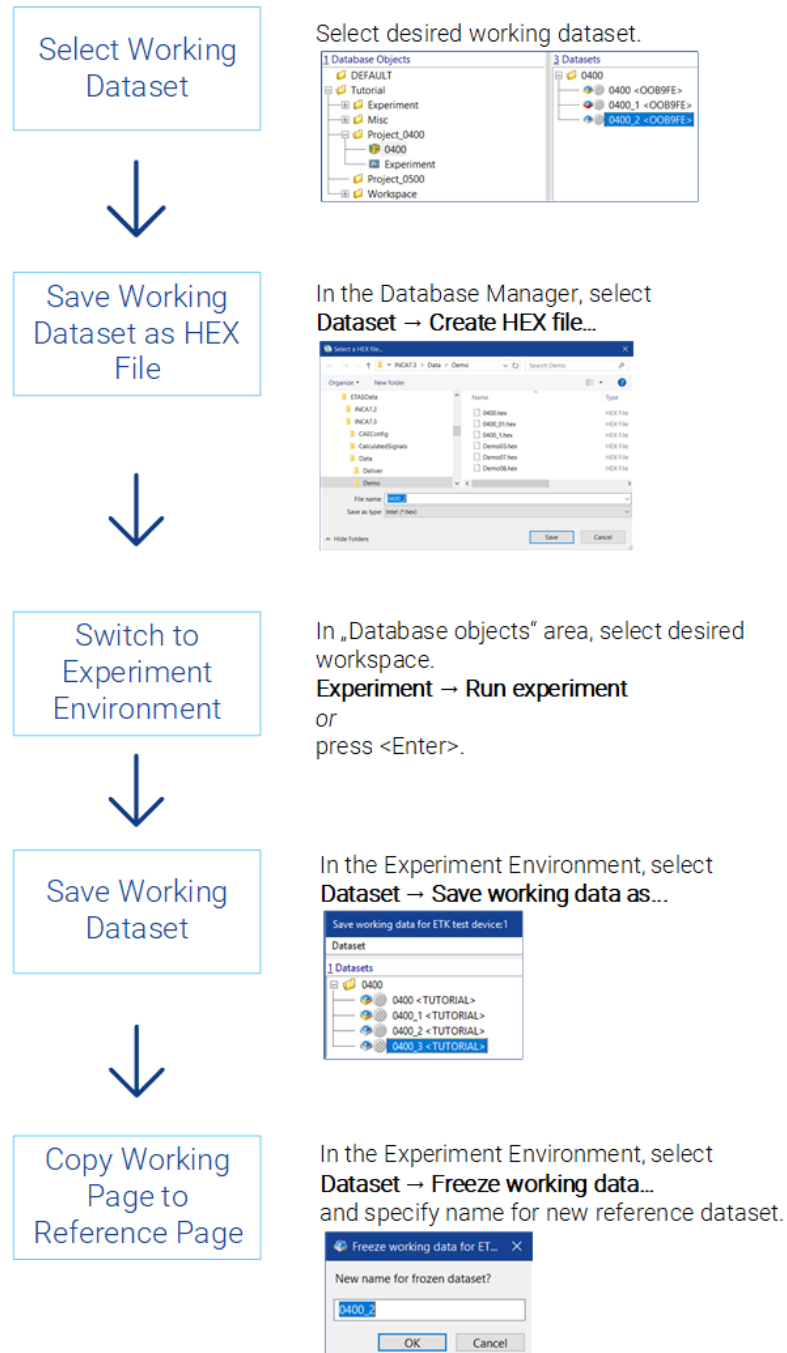 Select Working
Dataset
Select desired working dataset.
1 Database Objects
DEFAULT
Tutorial
Experiment
Misc
Project_0400
0400
Experiment
Project_0500
Workspace
3 Datasets
0400
0400 <OOB9FE>
0400_1 <OOB9FE>
0400_2 <OOB9FE>
Save Working
Dataset as HEX
File
In the Database Manager, select
Dataset → Create HEX file...
Select a HEX file...
INCA7.3 › Data › Demo
Search Demo
Organize
New folder
ETASData
INCA7.2
INCA7.3
CAEConfig
CalculatedSignals
Data
Deliver
Demo
Name
Type
0400.hex
HEX File
0400_01.hex
HEX File
0400_1.hex
HEX File
Demo03.hex
HEX File
Demo07.hex
HEX File
Demo08.hex
HEX File
File name: 0400_2
Save as type: Intel (*.hex)
Hide Folders
Save
Cancel
Switch to
Experiment
Environment
In „Database objects“ area, select desired
workspace.
Experiment → Run experiment
or
press <Enter>.
Save Working
Dataset
In the Experiment Environment, select
Dataset → Save working data as...
Save working data for ETK test device:1
Dataset
1 Datasets
0400
0400 <TUTORIAL>
0400_1 <TUTORIAL>
0400_2 <TUTORIAL>
0400_3 <TUTORIAL>
Copy Working
Page to
Reference Page
In the Experiment Environment, select
Dataset → Freeze working data...
and specify name for new reference dataset.
Freeze working data for ET...
New name for frozen dataset?
0400_2
OK
Cancel